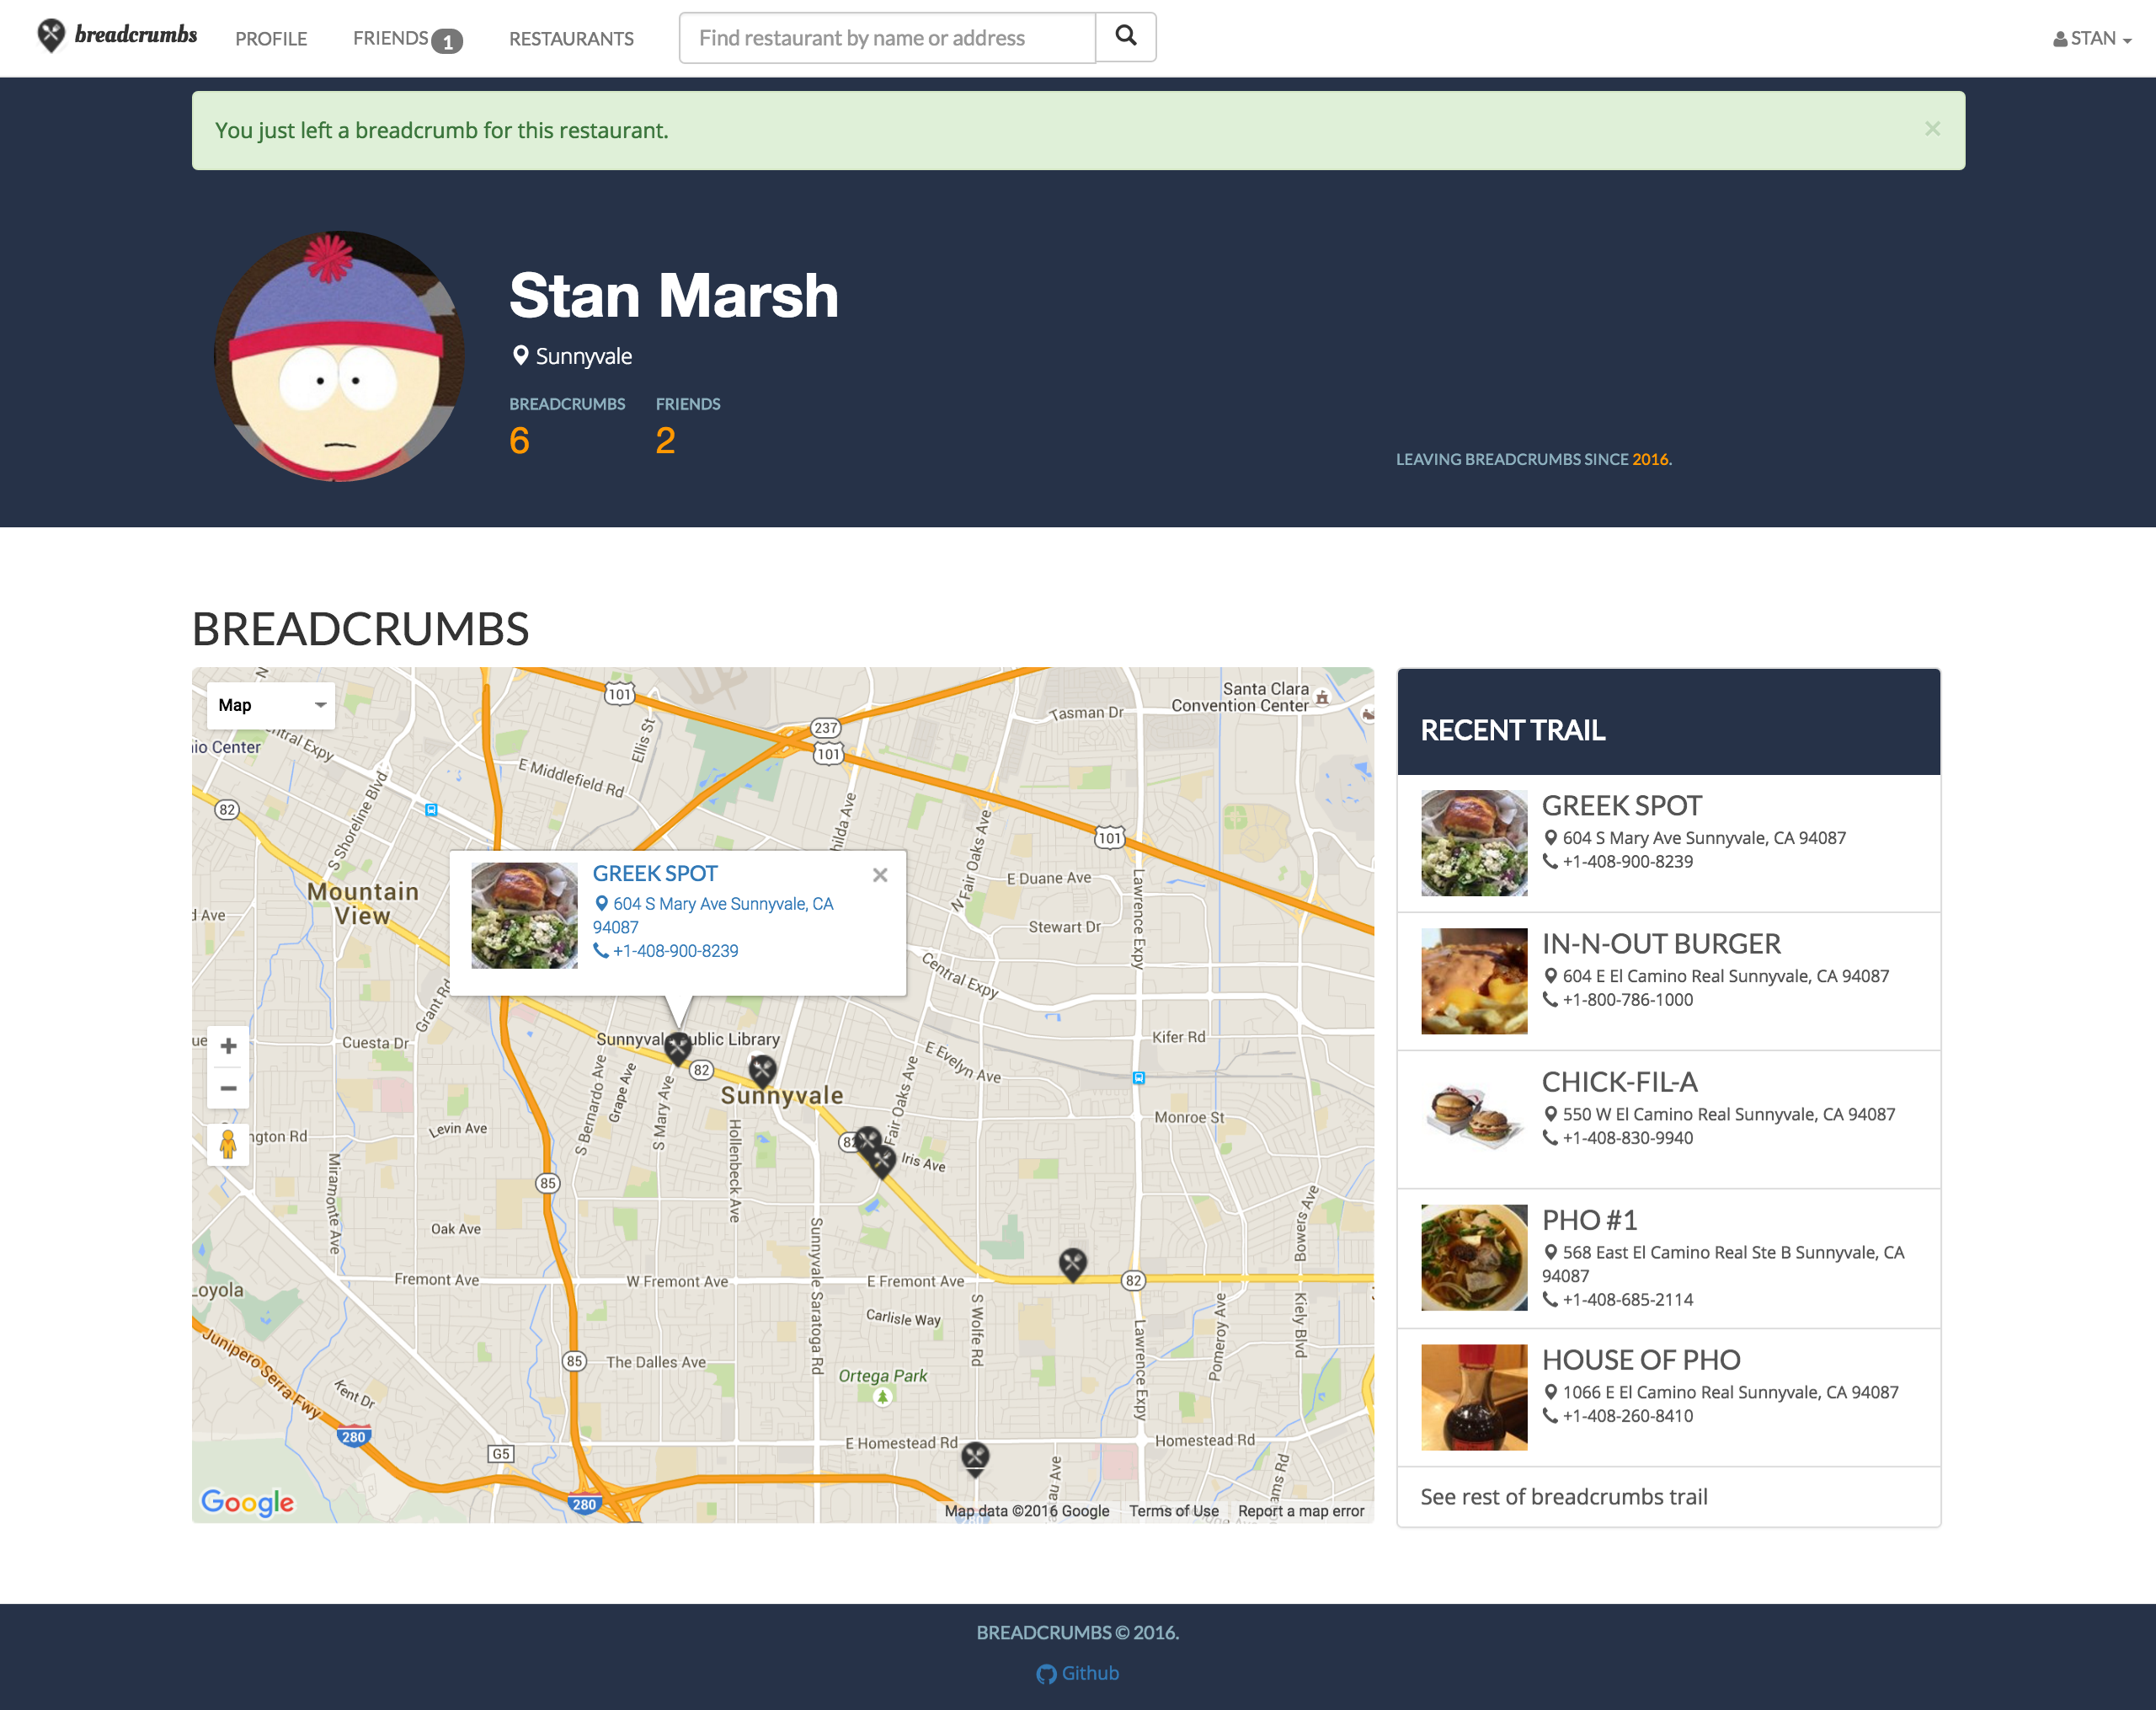 breadcrumbs
PROFILE
FRIENDS 1
RESTAURANTS
Find restaurant by name or address
STAN
You just left a breadcrumb for this restaurant.
×
Stan Marsh
Sunnyvale
BREADCRUMBS
FRIENDS
6
2
LEAVING BREADCRUMBS SINCE 2016.
BREADCRUMBS
Map
101
237
101
Ellis St
E Middlefield Rd
Tasman Dr
Santa Clara
Convention Center
82
S Shoreline Blvd
101
N Fair Oaks Ave
E Duane Ave
Lawrence Expy
Stewart Dr
Mountain
View
GREEK SPOT
604 S Mary Ave Sunnyvale, CA
94087
+1-408-900-8239
Central Expy
Grant Rd
Cuesta Dr
82
Sunnyvale
Kifer Rd
E Evelyn Ave
S Bernardo Ave
Grape Ave
S Mary Ave
Hollenbeck Ave
Fair Oaks Ave
Monroe St
Levin Ave
Iris Ave
Miramonte Ave
85
Oak Ave
Sunnyvale Saratoga Rd
Bowers Ave
Fremont Ave
W Fremont Ave
E Fremont Ave
82
Loyola
Carlisle Way
S Wolfe Rd
Lawrence Expy
Pomeroy Ave
Kiely Blvd
Junipero Serra Fwy
85
The Dalles Ave
Ortega Park
Kent Dr
280
G5
E Homestead Rd
Homestead Rd
280
Google
Map data ©2016 Google
Terms of Use
Report a map error
RECENT TRAIL
GREEK SPOT
604 S Mary Ave Sunnyvale, CA 94087
+1-408-900-8239
IN-N-OUT BURGER
604 E El Camino Real Sunnyvale, CA 94087
+1-800-786-1000
CHICK-FIL-A
550 W El Camino Real Sunnyvale, CA 94087
+1-408-830-9940
PHO #1
568 East El Camino Real Ste B Sunnyvale, CA
94087
+1-408-685-2114
HOUSE OF PHO
1066 E El Camino Real Sunnyvale, CA 94087
+1-408-260-8410
See rest of breadcrumbs trail
BREADCRUMBS © 2016.
Github